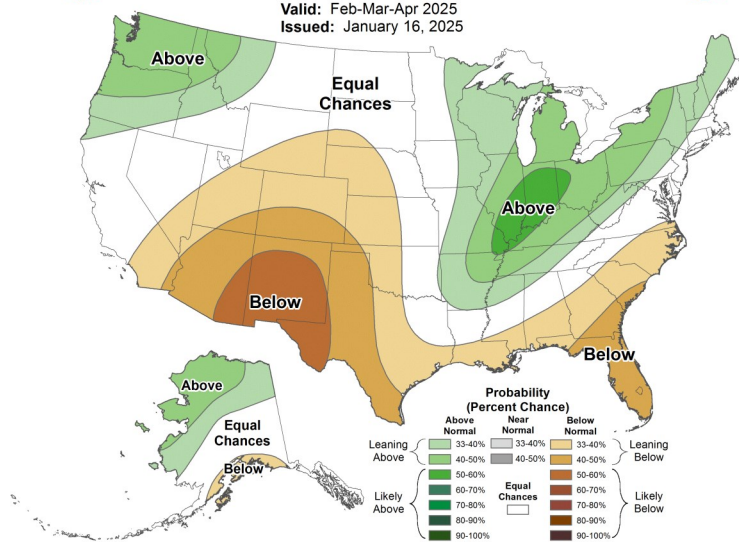 Valid: Feb-Mar-Apr 2025
Issued: January 16, 2025
Above
Equal
Chances
Above
Below
Below
Above
Equal
Chances
Below
Probability
(Percent Chance)
Above Normal
Near Normal
Below Normal
Leaning Above
33-40% 33-40% 33-40%
40-50% 40-50% 40-50%
Leaning Below
Likely Above
50-60% 50-60%
60-70% 60-70%
70-80% Equal Chances 70-80%
80-90% 80-90%
90-100% 90-100%
Likely Below